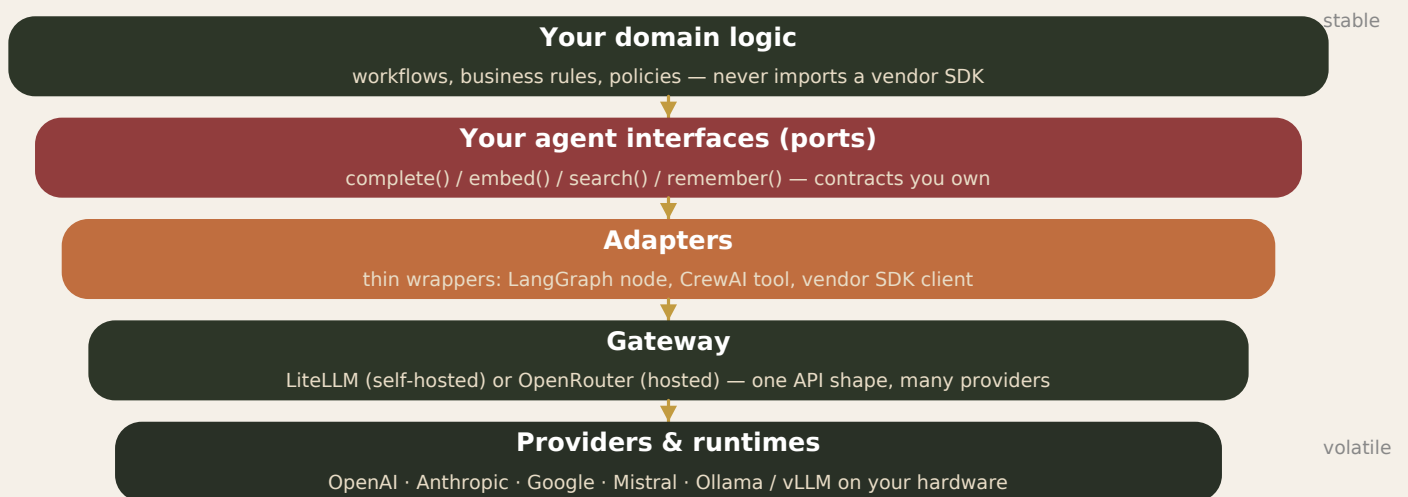 stable
Your domain logic
workflows, business rules, policies — never imports a vendor SDK
Your agent interfaces (ports)
complete() / embed() / search() / remember() — contracts you own
Adapters
thin wrappers: LangGraph node, CrewAI tool, vendor SDK client
Gateway
LiteLLM (self-hosted) or OpenRouter (hosted) — one API shape, many providers
Providers & runtimes
volatile
OpenAI · Anthropic · Google · Mistral · Ollama / vLLM on your hardware